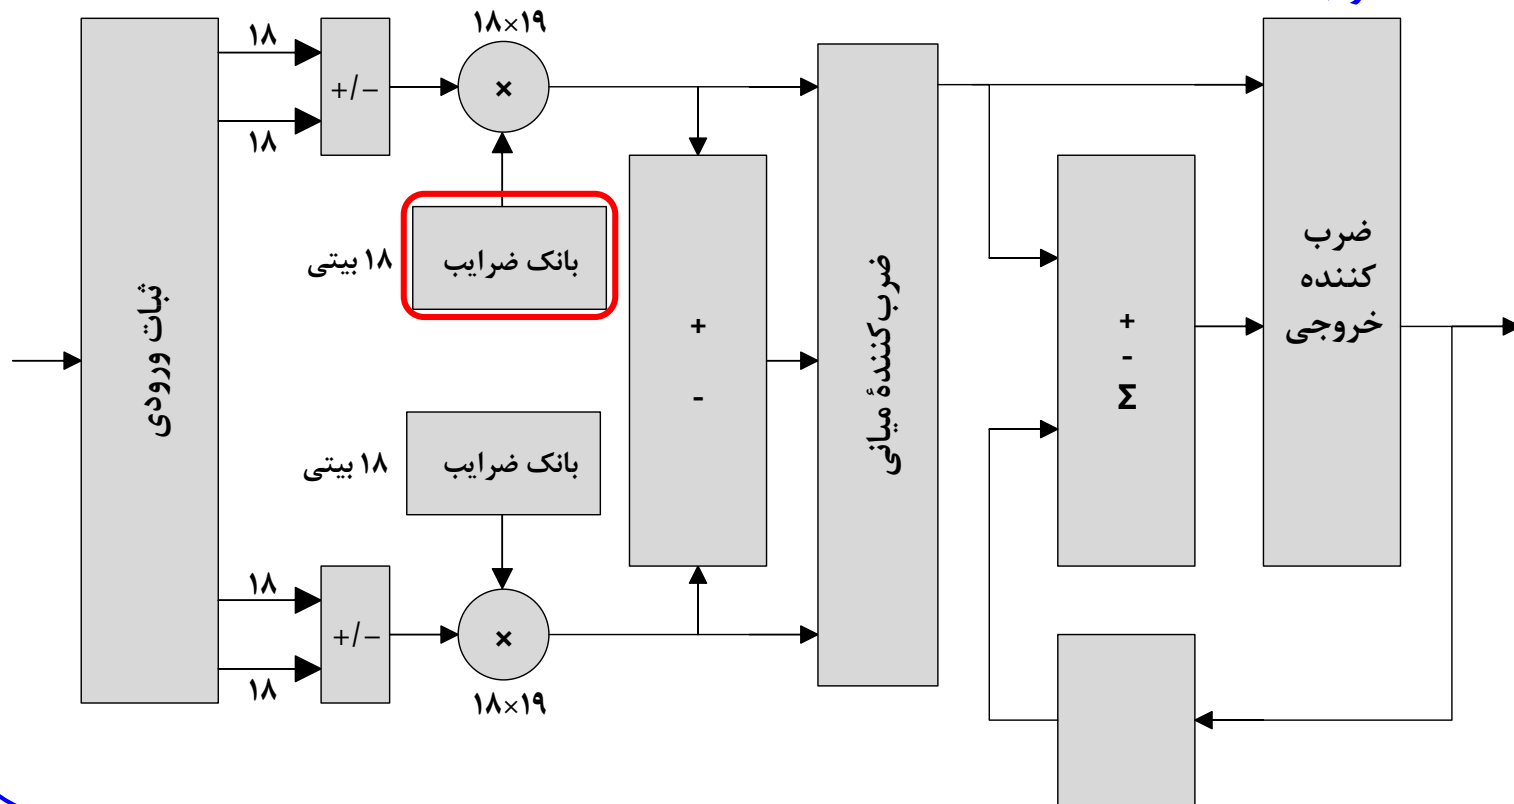 ۱۸×۱۹
۱۸
+/−
×
۱۸
بانک ضرایب
۱۸ بیتی
ثبات ورودی
+
-
ضرب‌کنندهٔ میانی
+
-
Σ
ضرب
کننده
خروجی
بانک ضرایب
۱۸ بیتی
۱۸
+/−
×
۱۸
۱۸×۱۹